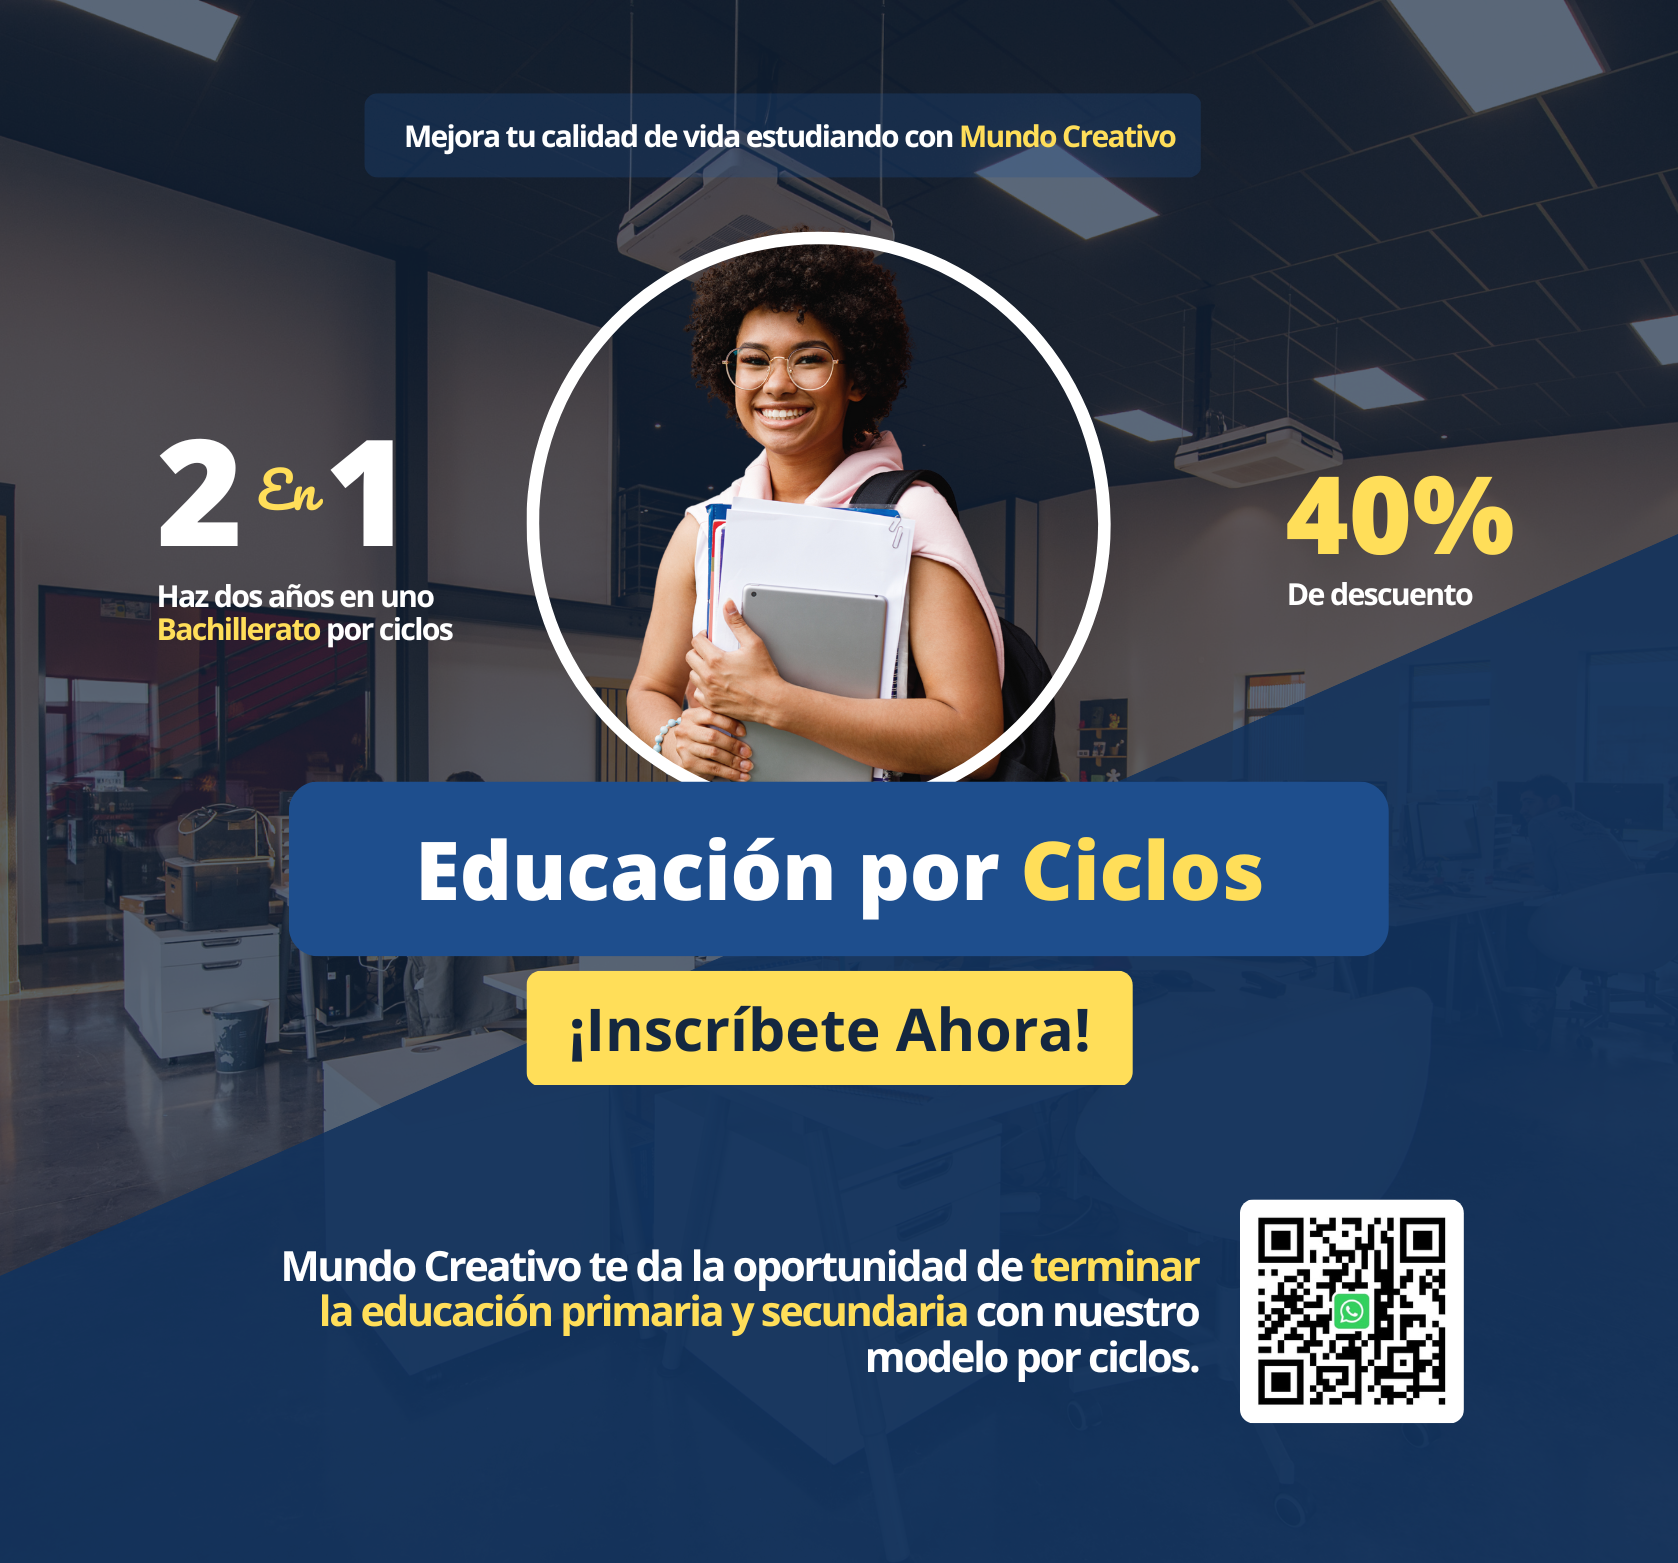 Mejora tu calidad de vida estudiando con Mundo Creativo
2 En 1
Haz dos años en uno
Bachillerato por ciclos
40%
De descuento
Educación por Ciclos
¡Inscríbete Ahora!
Mundo Creativo te da la oportunidad de terminar
la educación primaria y secundaria con nuestro
modelo por ciclos.